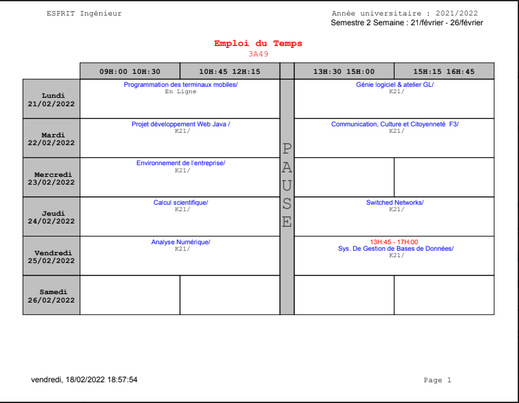 ESPRIT Ingénieur
Année universitaire : 2021/2022
Semestre 2 Semaine : 21/février - 26/février
Emploi du Temps
3A49
09H:00 10H:30 10H:45 12H:15 13H:30 15H:00 15H:15 16H:45
Lundi
21/02/2022
Programmation des terminaux mobiles/
En Ligne
Génie logiciel & atelier GL/
K21/
Mardi
22/02/2022
Projet développement Web Java /
K21/
Communication, Culture et Citoyenneté F3/
K21/
Mercredi
23/02/2022
Environnement de l'entreprise/
K21/
Jeudi
24/02/2022
Calcul scientifique/
K21/
Switched Networks/
K21/
Vendredi
25/02/2022
Analyse Numérique/
K21/
13H:45 - 17H:00
Sys. De Gestion de Bases de Données/
K21/
Samedi
26/02/2022
PAUSE
vendredi, 18/02/2022 18:57:54
Page 1